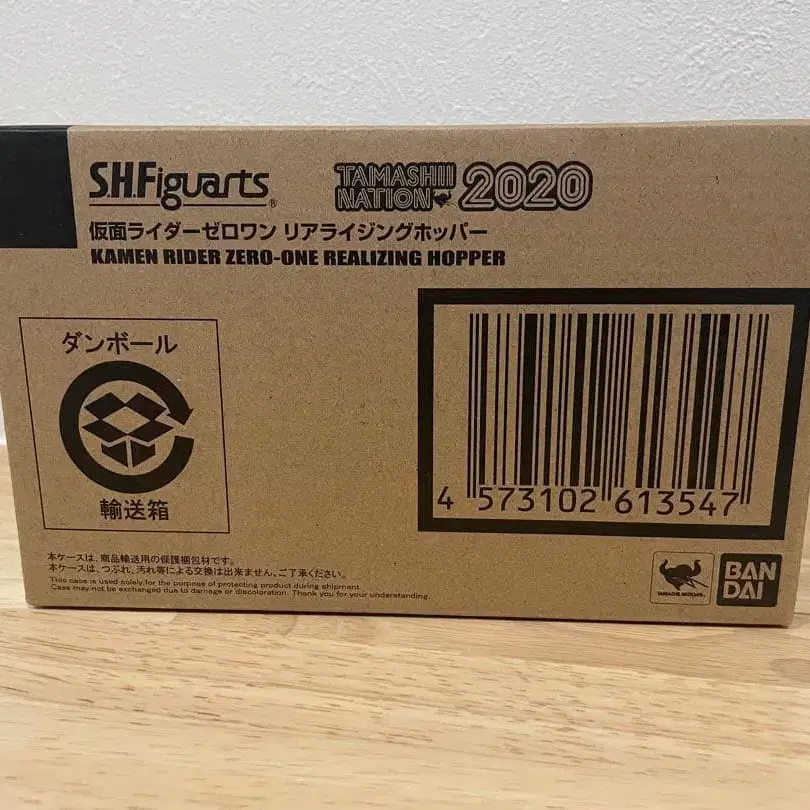 S.H.Figuarts®
TAMASHII NATION 2020
仮面ライダーゼロワン リアライジングホッパー
KAMEN RIDER ZERO-ONE REALIZING HOPPER
ダンボール
輸送箱
4 573102 613547
本ケースは、商品輸送用の保護梱包材です。
本ケースは、つぶれ、汚れ等による交換は出来ません。ご了承ください。
This case is used solely for the purpose of protecting product during shipment.
Case may not be exchanged due to damage or discoloration. Thank you for your understanding.
TAMASHII NATIONS
BAN
DAI